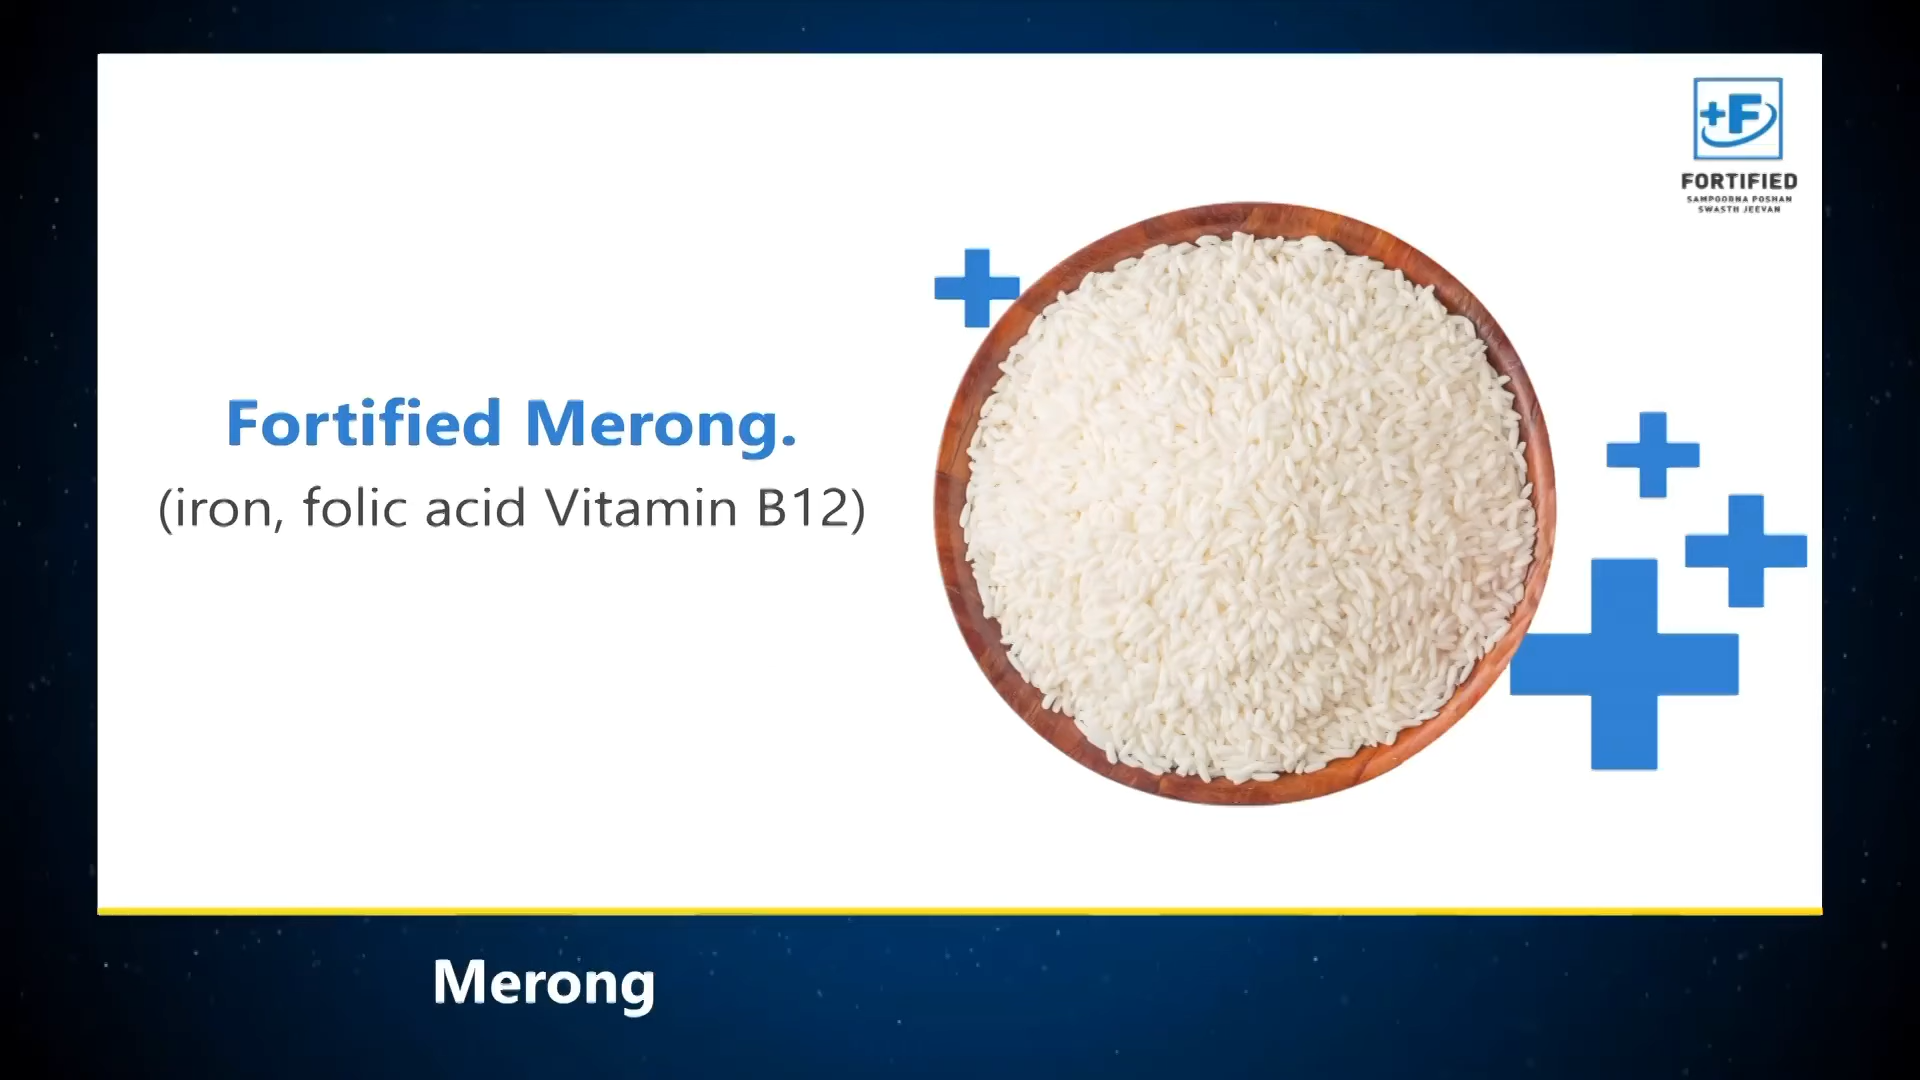 +F
FORTIFIED
SAMPOORNA POSHAN
SWASTH JEEVAN
Fortified Merong.
(iron, folic acid Vitamin B12)
Merong